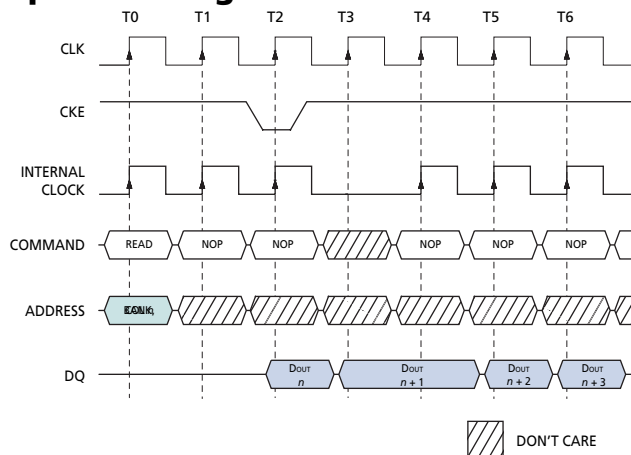 T0 T1 T2 T3 T4 T5 T6
CLK
CKE
INTERNAL
CLOCK
COMMAND READ NOP NOP NOP NOP NOP
ADDRESS
DQ DOUT n DOUT n + 1 DOUT n + 2 DOUT n + 3
DON'T CARE